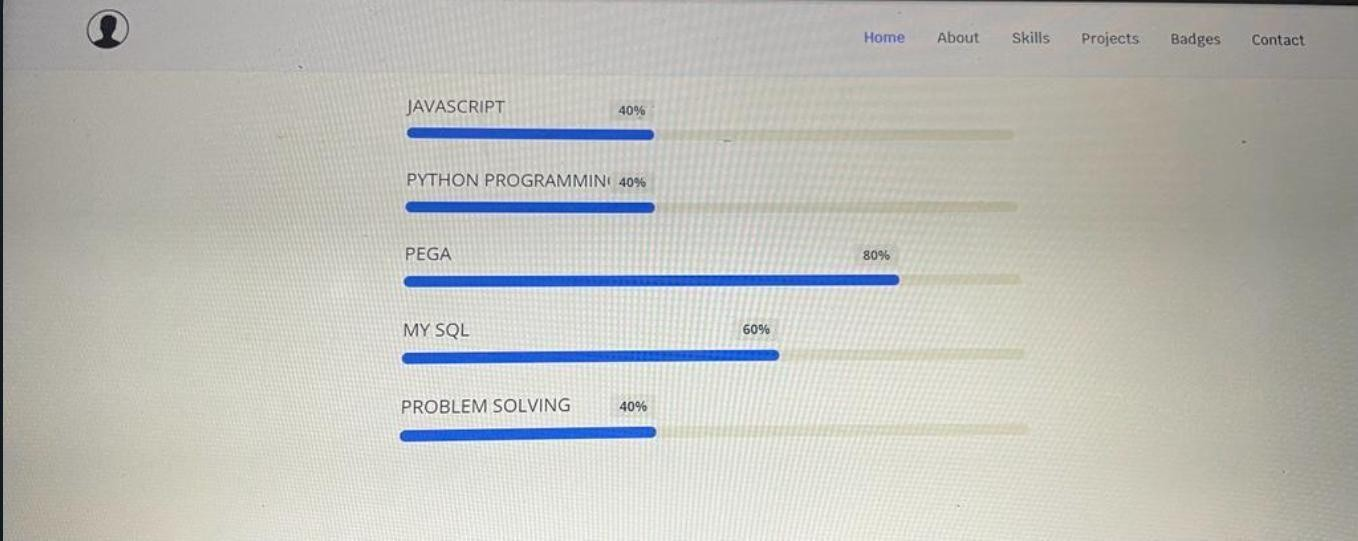 Home About Skills Projects Badges Contact
JAVASCRIPT 40%
PYTHON PROGRAMMIN 40%
PEGA 80%
MY SQL 60%
PROBLEM SOLVING 40%